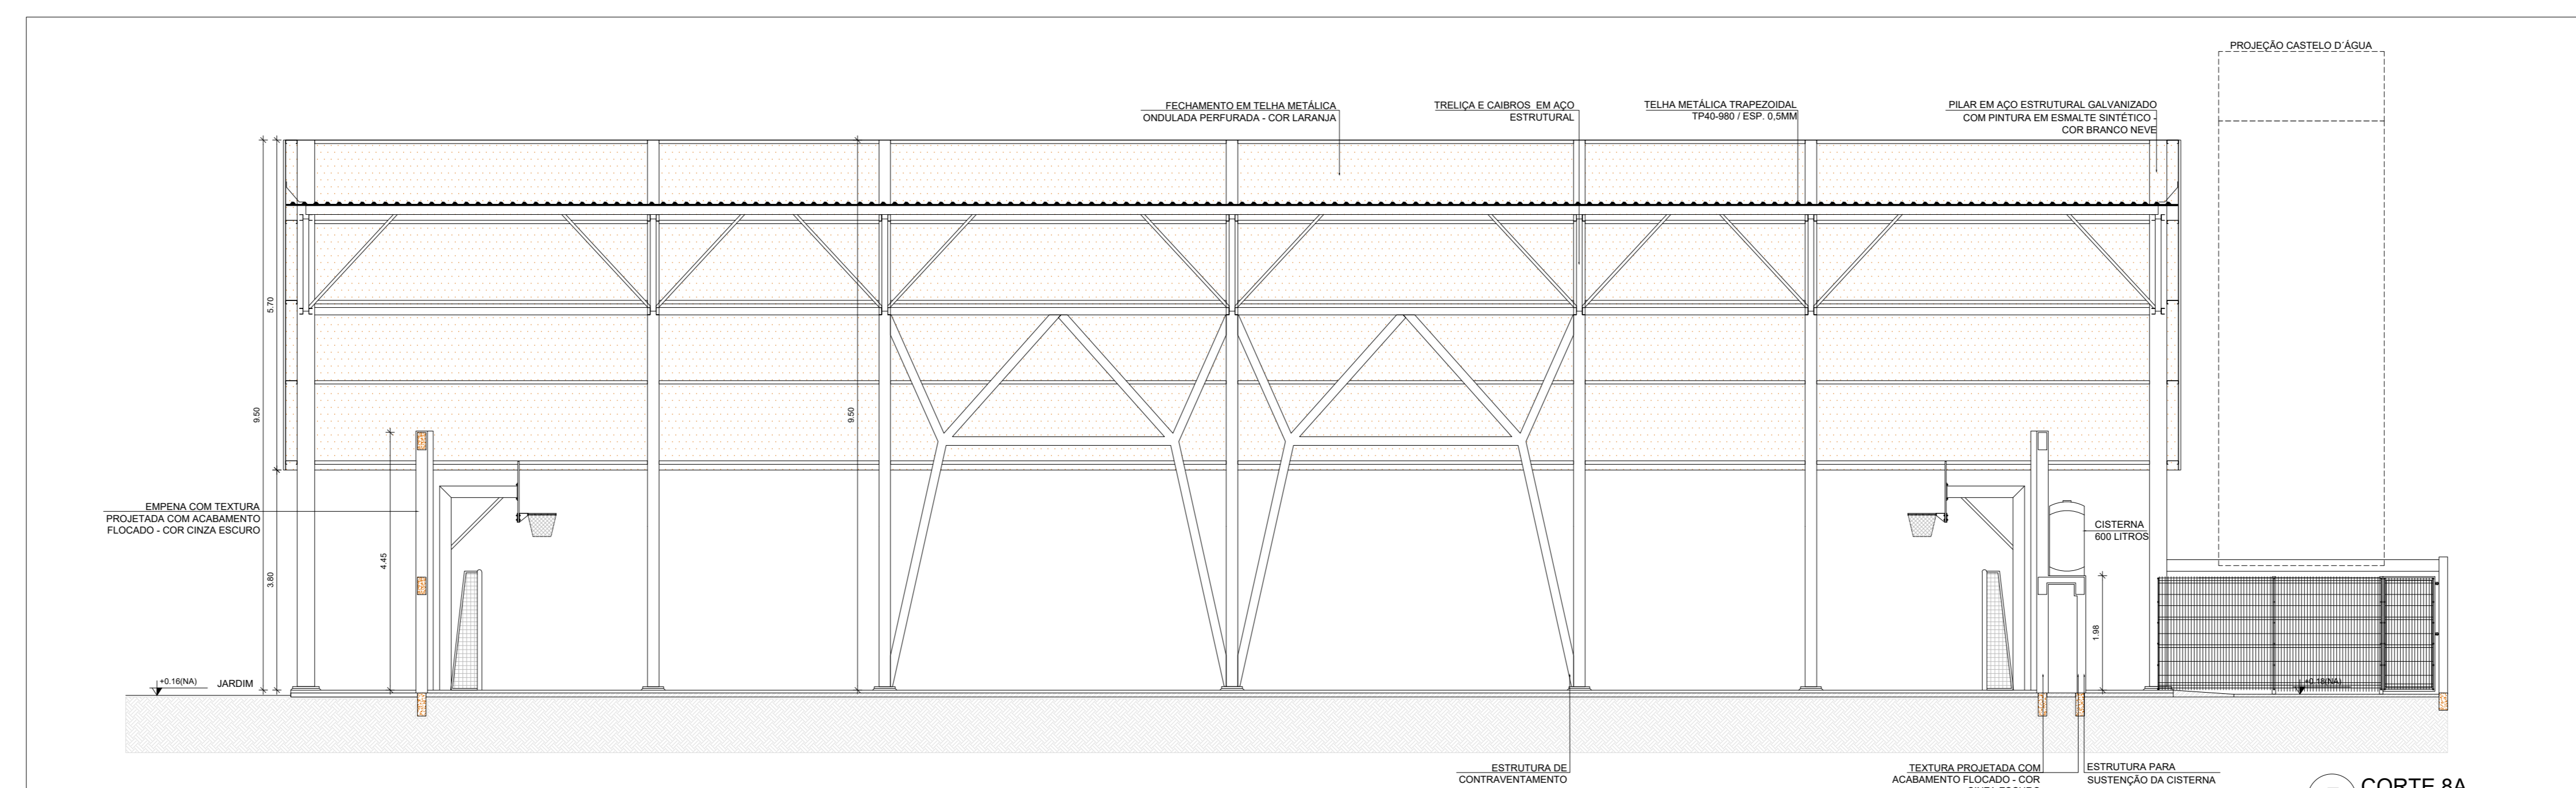 PROJEÇÃO CASTELO D´ÁGUA
FECHAMENTO EM TELHA METÁLICA
ONDULADA PERFURADA - COR LARANJA
TRELIÇA E CAIBROS EM AÇO
ESTRUTURAL
TELHA METÁLICA TRAPEZOIDAL
TP40-980 / ESP. 0,5MM
PILAR EM AÇO ESTRUTURAL GALVANIZADO
COM PINTURA EM ESMALTE SINTÉTICO -
COR BRANCO NEVE
5.70
9.50
9.50
EMPENA COM TEXTURA
PROJETADA COM ACABAMENTO
FLOCADO - COR CINZA ESCURO
CISTERNA
600 LITROS
4.45
3.80
1.98
+0.16(NA)
JARDIM
+0.18(NA)
ESTRUTURA DE
CONTRAVENTAMENTO
TEXTURA PROJETADA COM
ACABAMENTO FLOCADO - COR
CINZA ESCURO
ESTRUTURA PARA
SUSTENÇÃO DA CISTERNA
CORTE 8A